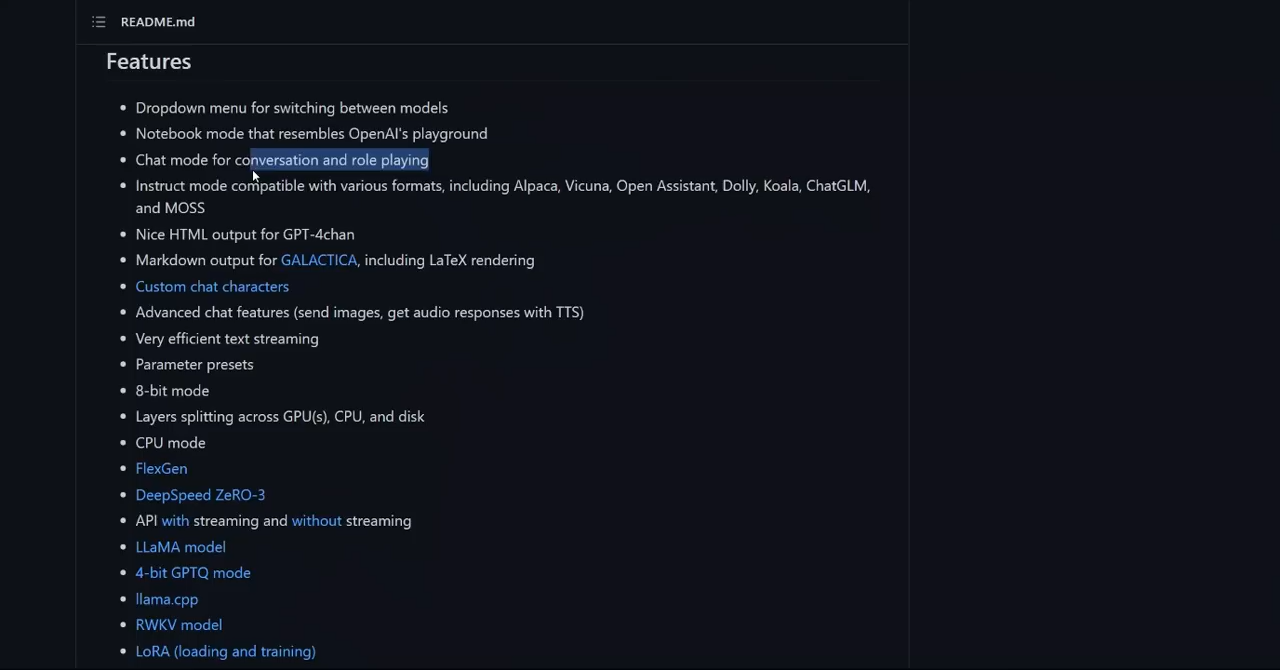 README.md
Features
Dropdown menu for switching between models
Notebook mode that resembles OpenAI's playground
Chat mode for conversation and role playing
Instruct mode compatible with various formats, including Alpaca, Vicuna, Open Assistant, Dolly, Koala, ChatGLM,
and MOSS
Nice HTML output for GPT-4chan
Markdown output for GALACTICA, including LaTeX rendering
Custom chat characters
Advanced chat features (send images, get audio responses with TTS)
Very efficient text streaming
Parameter presets
8-bit mode
Layers splitting across GPU(s), CPU, and disk
CPU mode
FlexGen
DeepSpeed ZeRO-3
API with streaming and without streaming
LLaMA model
4-bit GPTQ mode
llama.cpp
RWKV model
LoRA (loading and training)